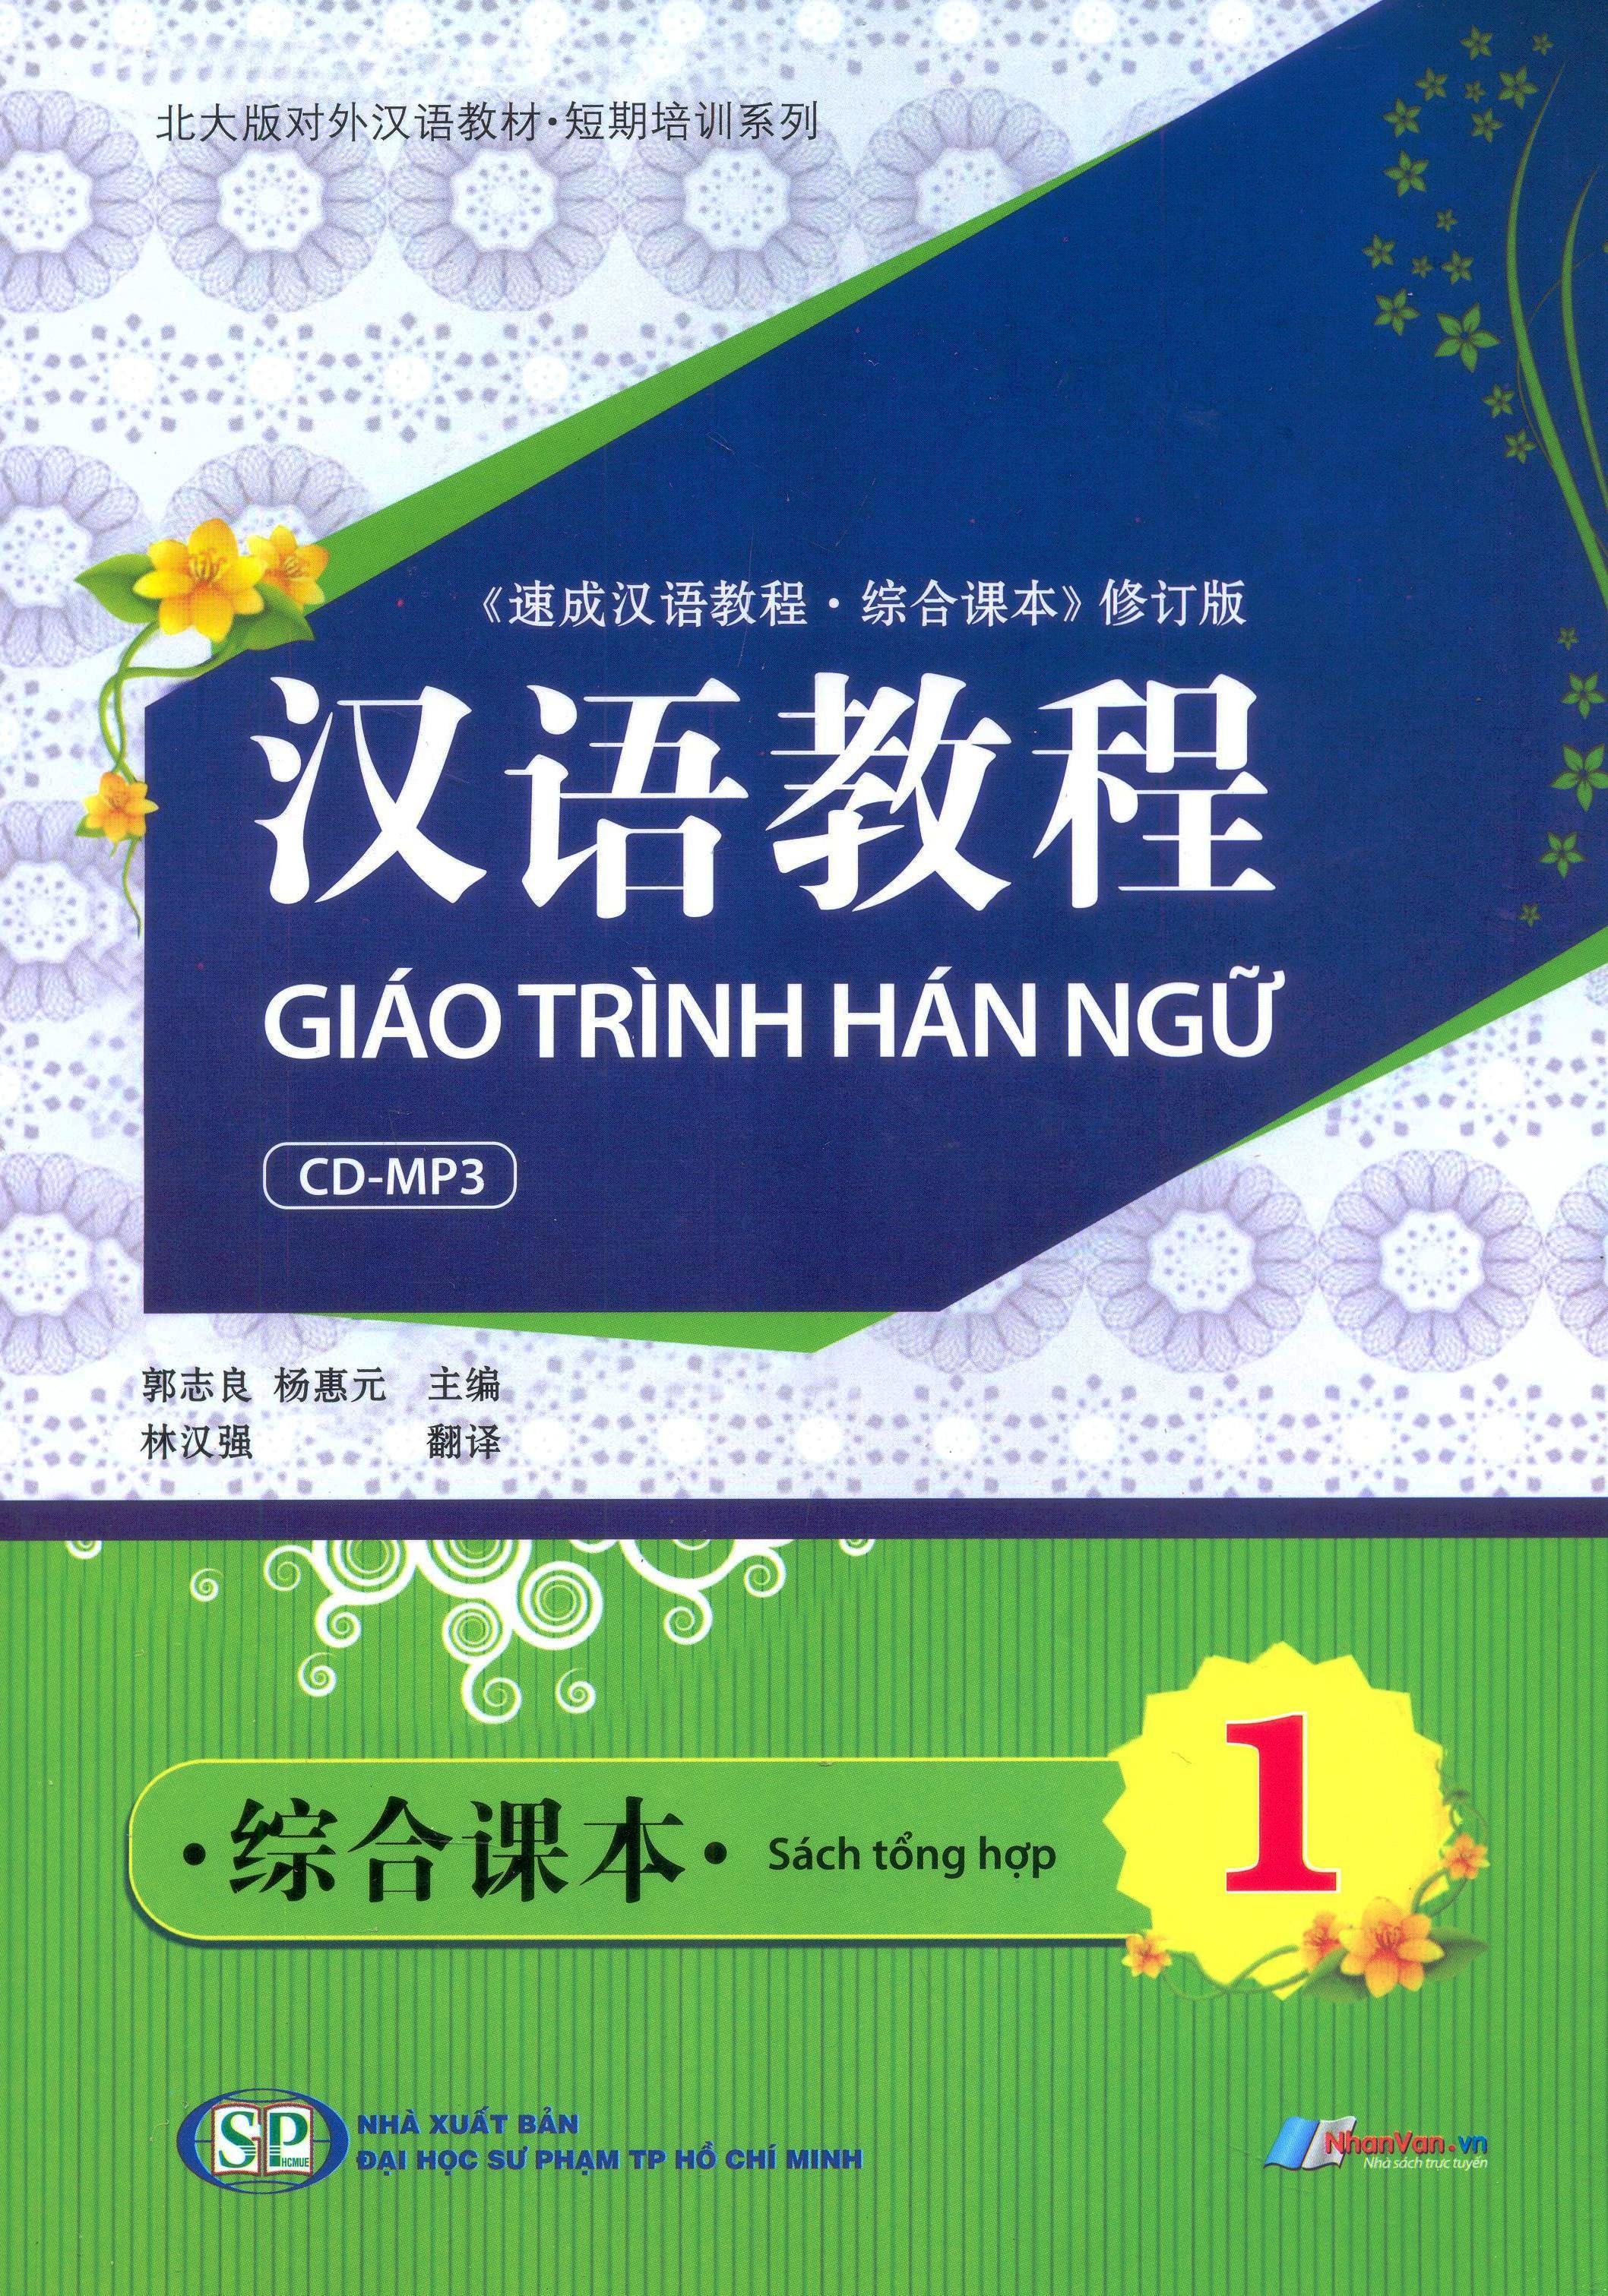 北大版对外汉语教材·短期培训系列
《速成汉语教程·综合课本》修订版
汉语教程
GIÁO TRÌNH HÁN NGỮ
CD-MP3
郭志良 杨惠元 主编
林汉强 翻译
·综合课本· Sách tổng hợp
1
SP
HCMUE
NHÀ XUẤT BẢN
ĐẠI HỌC SƯ PHẠM TP HỒ CHÍ MINH
NhanVan.vn
Nhà sách trực tuyến